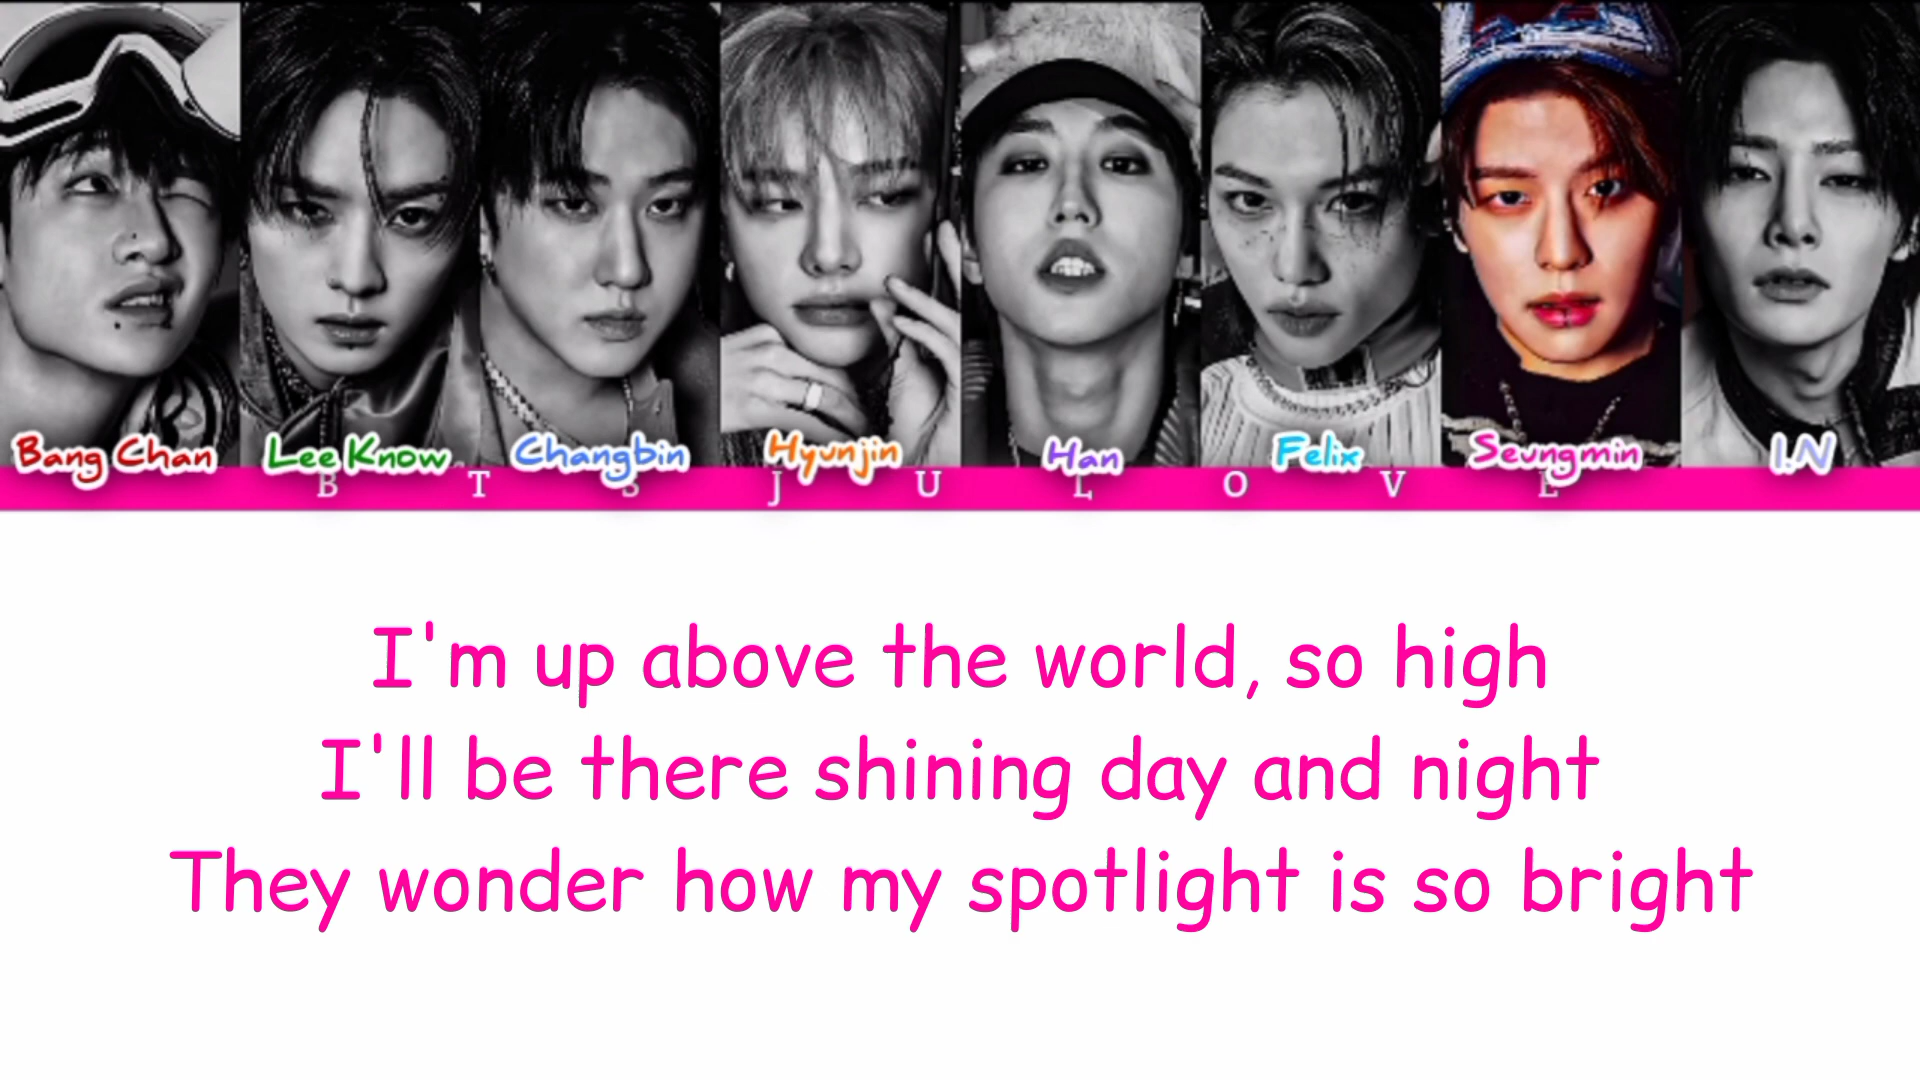 Bang Chan Lee Know Changbin Hyunjin Han Felix Seungmin I.N
B T S J U L O V E
I'm up above the world, so high
I'll be there shining day and night
They wonder how my spotlight is so bright